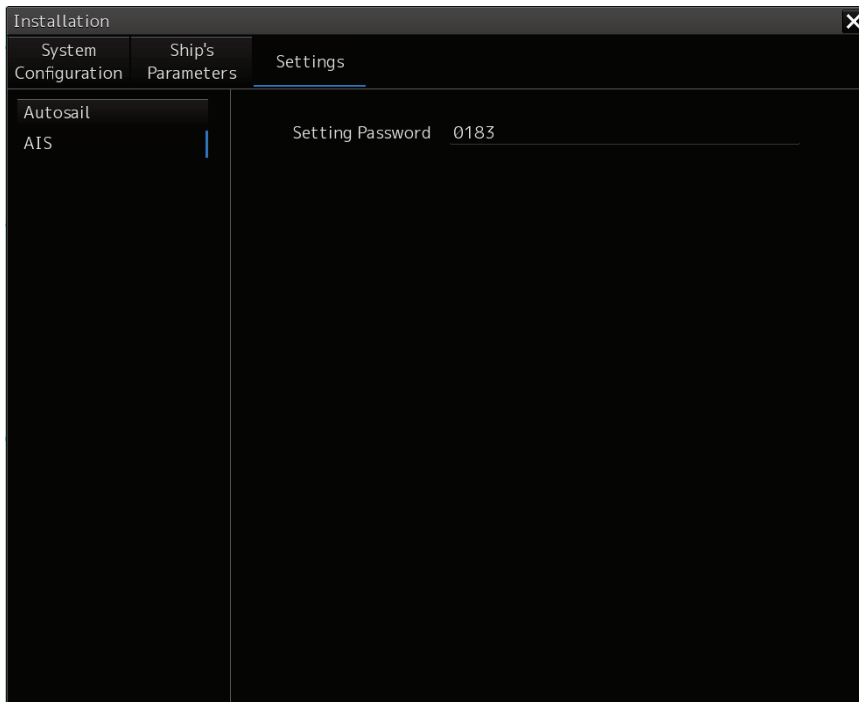 Installation
System Configuration
Ship's Parameters
Settings
Autosail
AIS
Setting Password 0183